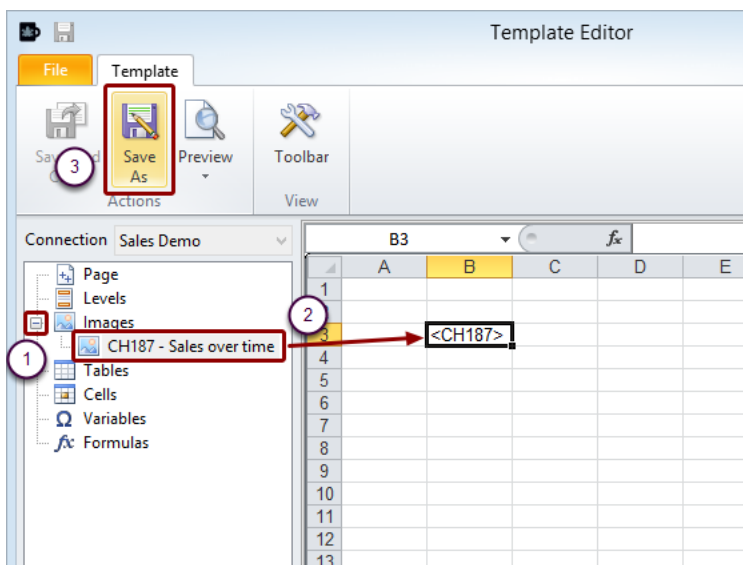 Template Editor
File Template
Save
As
Preview
Toolbar
3
Actions
View
Connection Sales Demo
B3
fx
A B C D E
Page
Levels
Images
CH187 - Sales over time
Tables
Cells
Ω Variables
fx Formulas
1
2
1
3
<CH187>
4
5
6
7
8
9
10
11
12
13